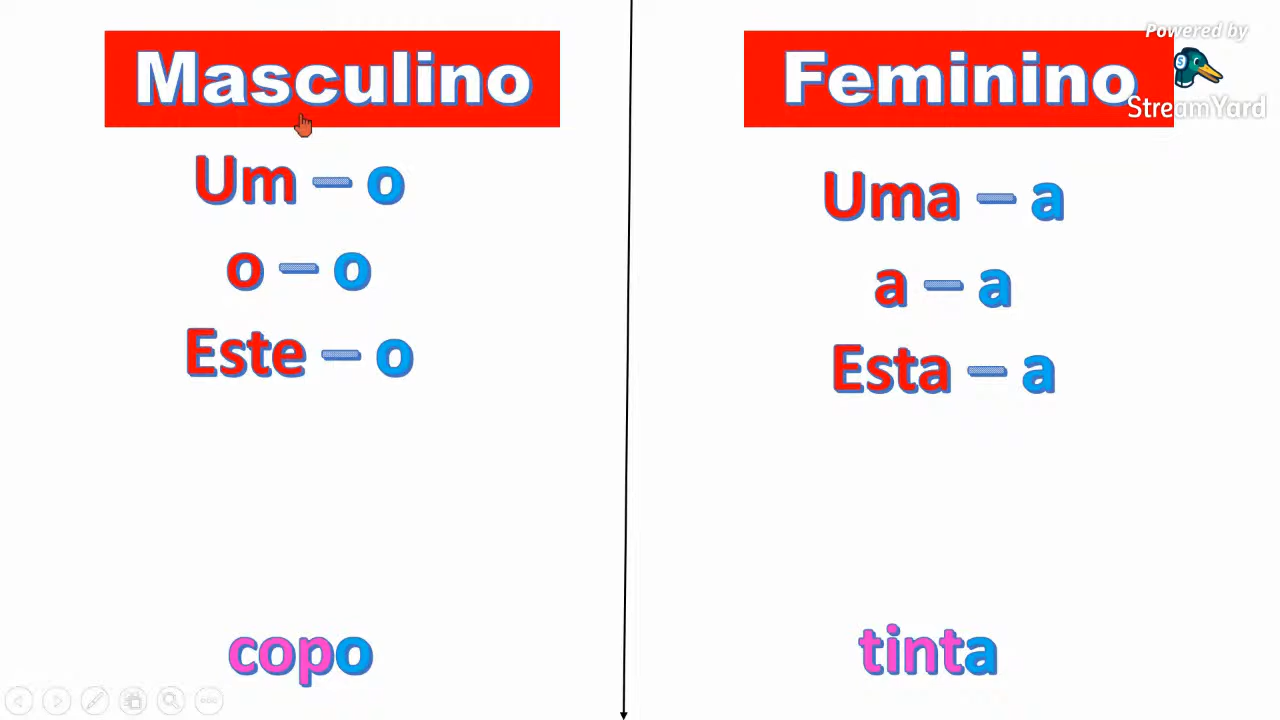 Masculino
Um – o
o – o
Este – o
copo
Feminino
Uma – a
a – a
Esta – a
tinta
Powered by
StreamYard